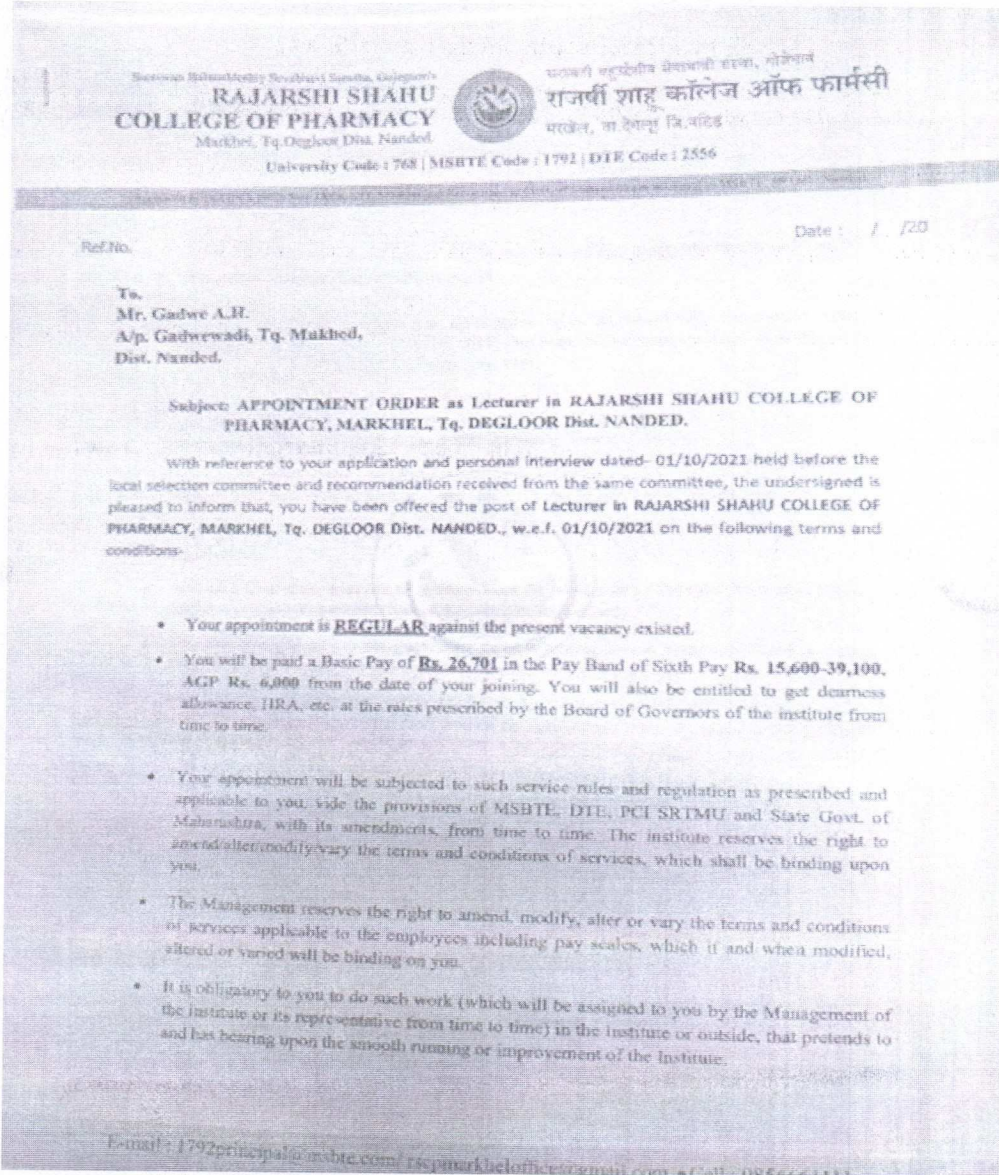 RAJARSHI SHAHU
COLLEGE OF PHARMACY
Markhel, Tq.Degloor Dist. Nanded.
राजर्षी शाहू कॉलेज ऑफ फार्मसी
मरखेल, ता.देगलूर जि.नांदेड
University Code : 768 | MSBTE Code : 1792 | DTE Code : 2556
Ref.No.
Date : / /20
To,
Mr. Gadwe A.H.
A/p. Gadwewadi, Tq. Mukhed,
Dist. Nanded.
Subject: APPOINTMENT ORDER as Lecturer in RAJARSHI SHAHU COLLEGE OF
PHARMACY, MARKHEL, Tq. DEGLOOR Dist. NANDED.
With reference to your application and personal interview dated- 01/10/2021 held before the
local selection committee and recommendation received from the same committee, the undersigned is
pleased to inform that, you have been offered the post of Lecturer in RAJARSHI SHAHU COLLEGE OF
PHARMACY, MARKHEL, Tq. DEGLOOR Dist. NANDED., w.e.f. 01/10/2021 on the following terms and
conditions-
• Your appointment is REGULAR against the present vacancy existed.
• You will be paid a Basic Pay of Rs. 26,701 in the Pay Band of Sixth Pay Rs. 15,600-39,100,
AGP Rs. 6,000 from the date of your joining. You will also be entitled to get dearness
allowance, HRA, etc. at the rates prescribed by the Board of Governors of the institute from
time to time.
• Your appointment will be subjected to such service rules and regulation as prescribed and
applicable to you, vide the provisions of MSBTE, DTE, PCI SRTMU and State Govt. of
Maharashtra, with its amendments, from time to time. The institute reserves the right to
amend/alter/modify/vary the terms and conditions of services, which shall be binding upon
you.
• The Management reserves the right to amend, modify, alter or vary the terms and conditions
of services applicable to the employees including pay scales, which if and when modified,
altered or varied will be binding on you.
• It is obligatory to you to do such work (which will be assigned to you by the Management of
the institute or its representative from time to time) in the institute or outside, that pretends to
and has bearing upon the smooth running or improvement of the Institute.
E-mail : 1792principal@msbte.com/ rscpmarkheloffice@gmail.com • Call :